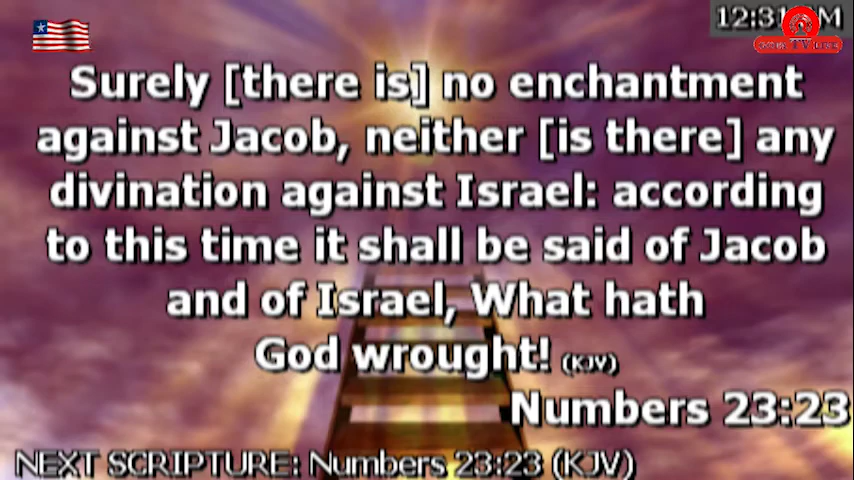 12:31 M
TV
Surely [there is] no enchantment
against Jacob, neither [is there] any
divination against Israel: according
to this time it shall be said of Jacob
and of Israel, What hath
God wrought! (KJV)
Numbers 23:23
NEXT SCRIPTURE: Numbers 23:23 (KJV)